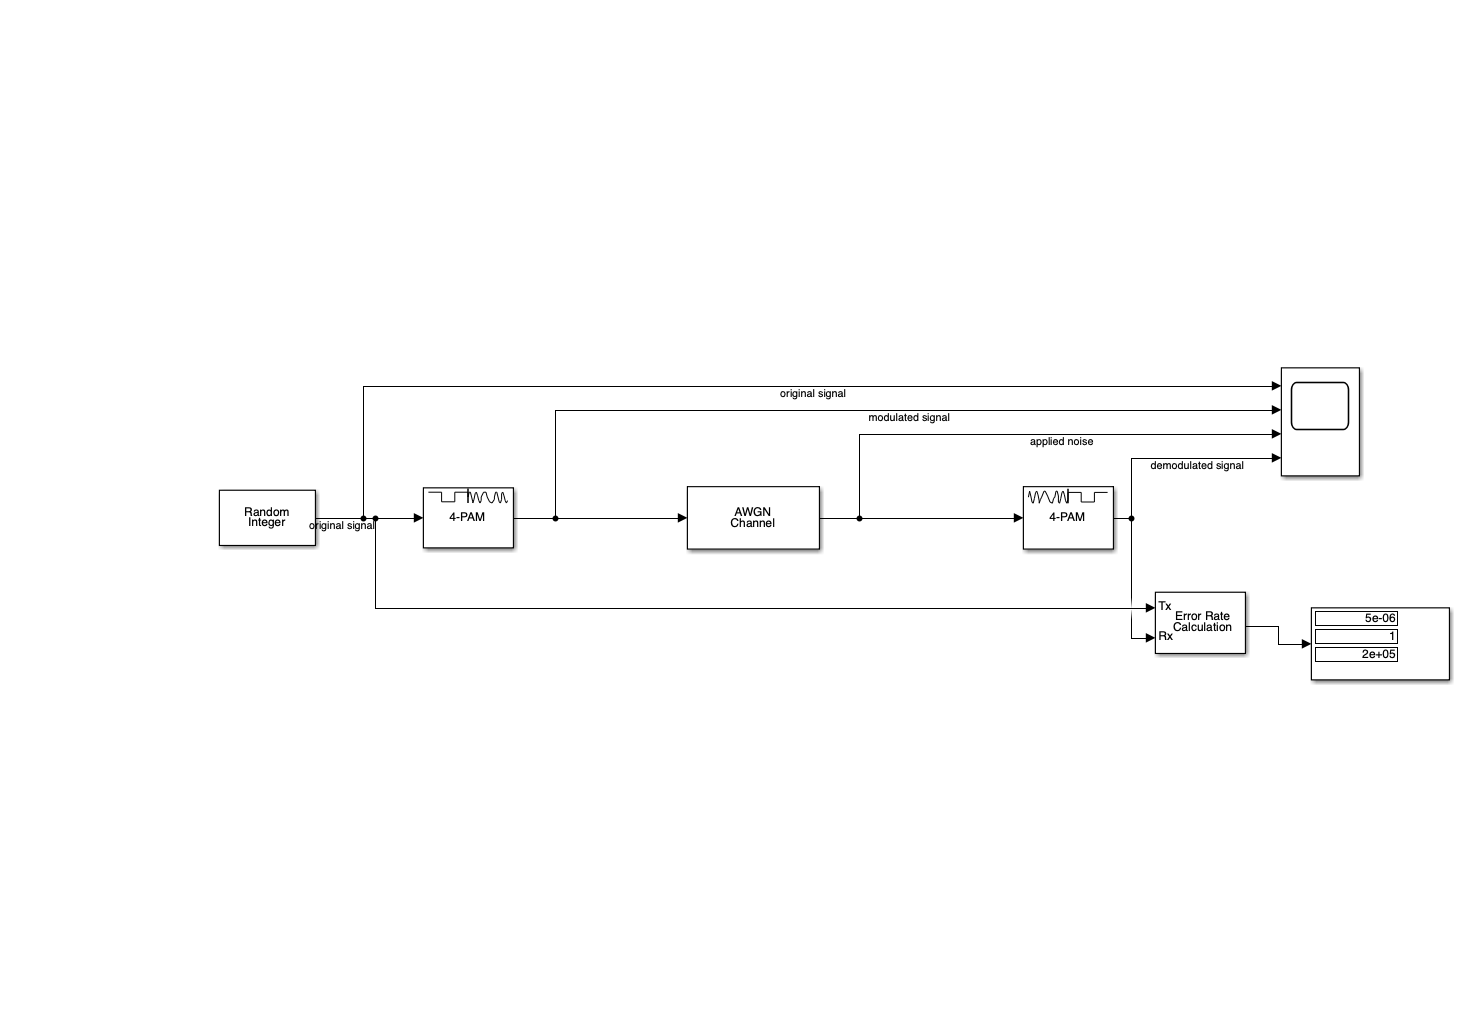 original signal
modulated signal
applied noise
demodulated signal
Random
Integer
original signal
4-PAM
AWGN
Channel
4-PAM
Tx
Error Rate
Calculation
Rx
5e-06
1
2e+05